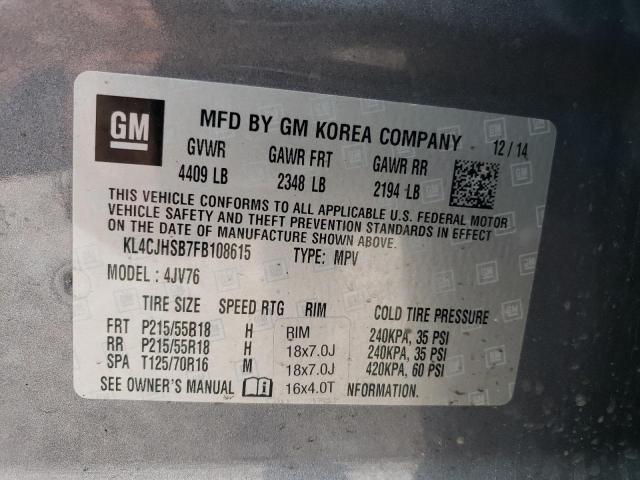 GM
MFD BY GM KOREA COMPANY
12/14
GVWR GAWR FRT GAWR RR
4409 LB 2348 LB 2194 LB
THIS VEHICLE CONFORMS TO ALL APPLICABLE U.S. FEDERAL MOTOR
VEHICLE SAFETY AND THEFT PREVENTION STANDARDS IN EFFECT
ON THE DATE OF MANUFACTURE SHOWN ABOVE.
KL4CJHSB7FB108615 TYPE: MPV
MODEL: 4JV76
TIRE SIZE SPEED RTG RIM COLD TIRE PRESSURE
FRT P215/55B18 H RIM 240KPA, 35 PSI
RR P215/55R18 H 18x7.0J 240KPA, 35 PSI
SPA T125/70R16 M 18x7.0J 420KPA, 60 PSI
SEE OWNER'S MANUAL 16x4.0T NFORMATION.